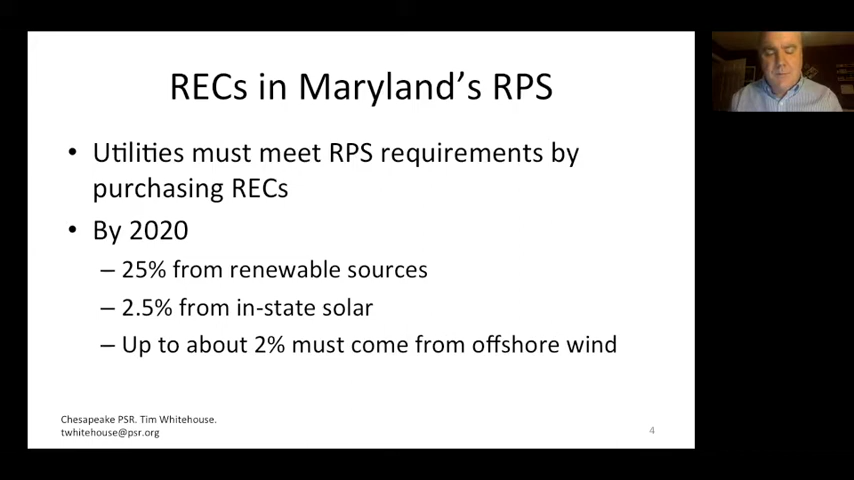 RECs in Maryland’s RPS
• Utilities must meet RPS requirements by
purchasing RECs
• By 2020
– 25% from renewable sources
– 2.5% from in-state solar
– Up to about 2% must come from offshore wind
Chesapeake PSR. Tim Whitehouse.
twhitehouse@psr.org
4